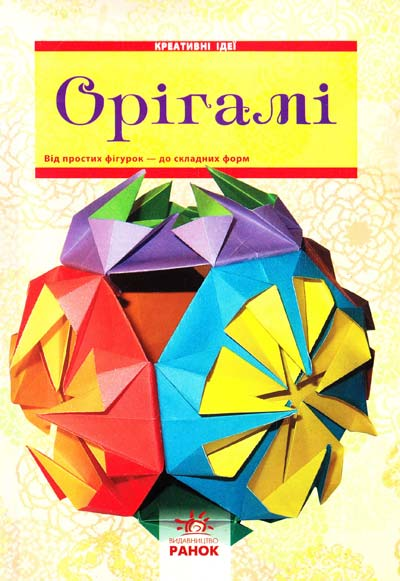 КРЕАТИВНІ ІДЕЇ
Орігамі
Від простих фігурок — до складних форм
ВИДАВНИЦТВО
РАНОК